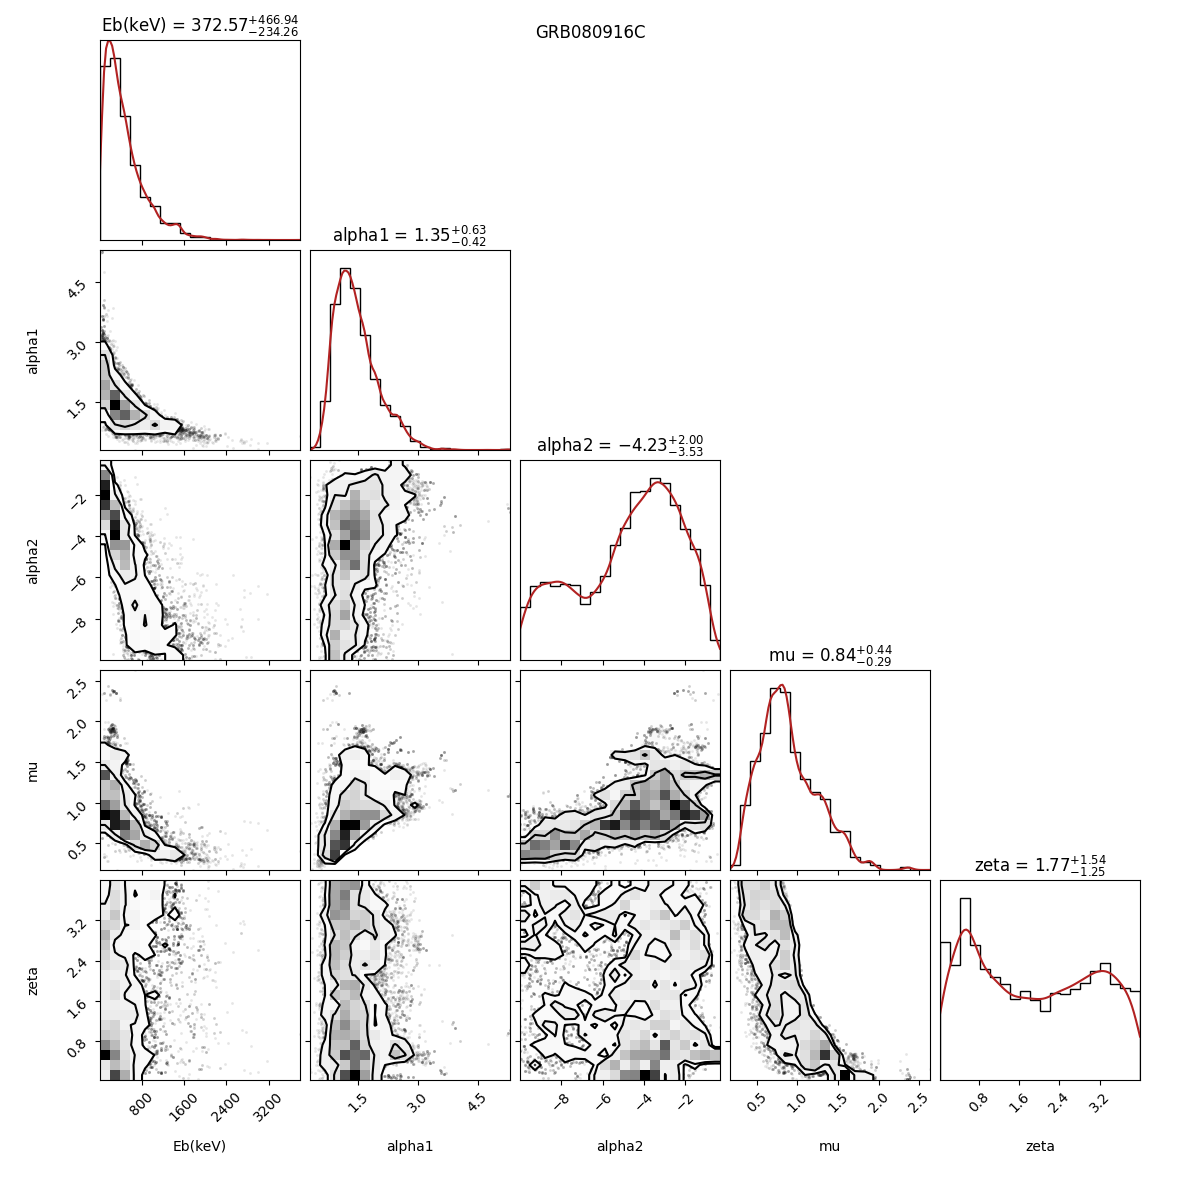 GRB080916C
Eb(keV) = 372.57+466.94 −234.26
alpha1 = 1.35+0.63 −0.42
4.5
3.0
1.5
alpha1
alpha2 = −4.23+2.00 −3.53
−2
−4
−6
−8
alpha2
mu = 0.84+0.44 −0.29
2.5
2.0
1.5
1.0
0.5
mu
zeta = 1.77+1.54 −1.25
3.2
2.4
1.6
0.8
zeta
800 1600 2400 3200
1.5 3.0 4.5
−8 −6 −4 −2
0.5 1.0 1.5 2.0 2.5
0.8 1.6 2.4 3.2
Eb(keV) alpha1 alpha2 mu zeta